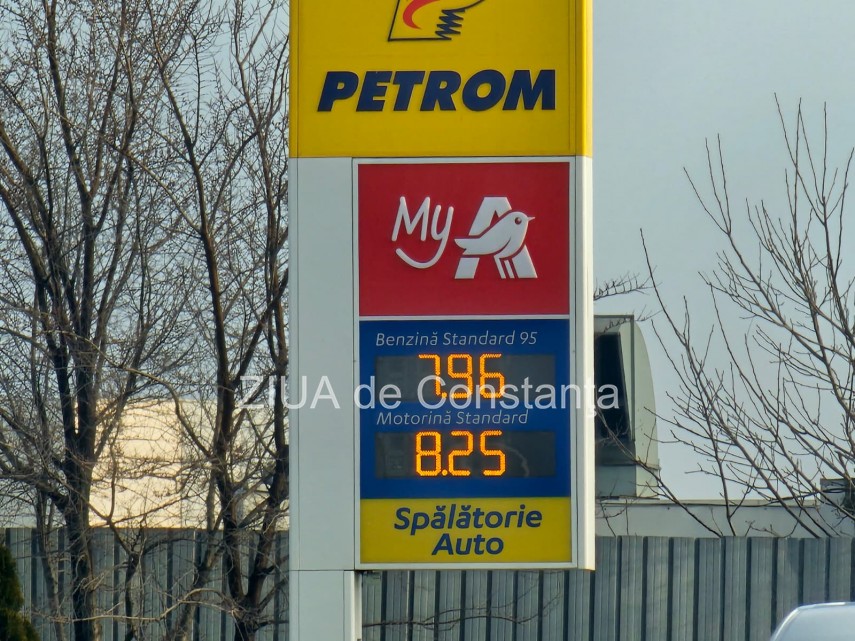 PETROM
My A
Benzină Standard 95
7.96
ZIUA de Constanța
Motorină Standard
8.25
Spălătorie
Auto